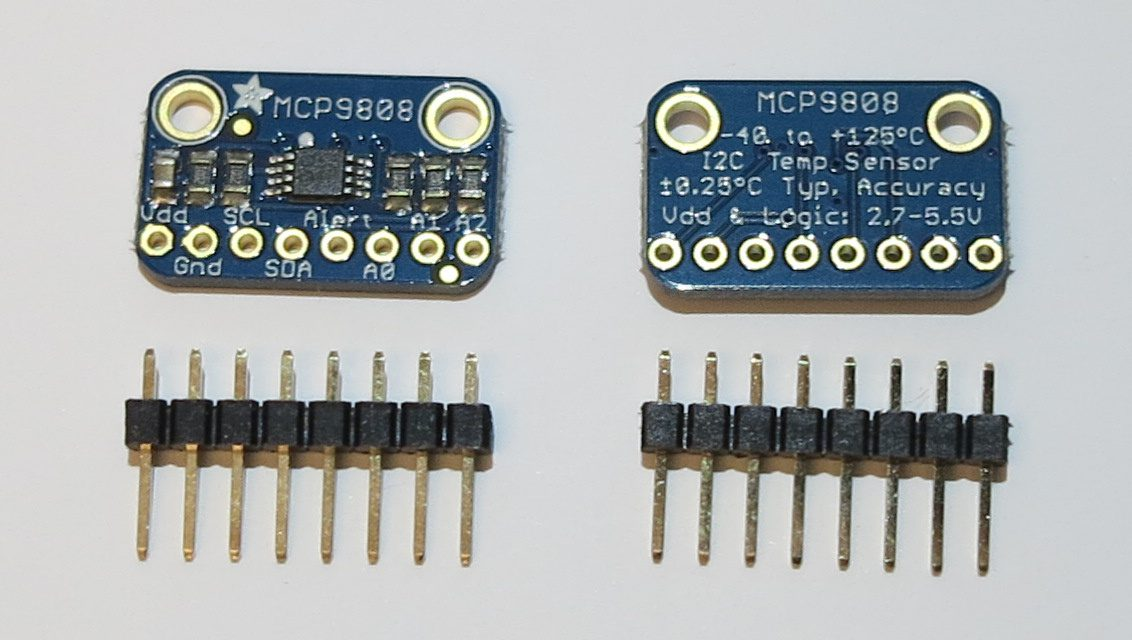 MCP9808
Vdd SCL Alert A1 A2
Gnd SDA A0
MCP9808
-40 to +125°C
I2C Temp Sensor
±0.25°C Typ. Accuracy
Vdd & Logic: 2.7-5.5V